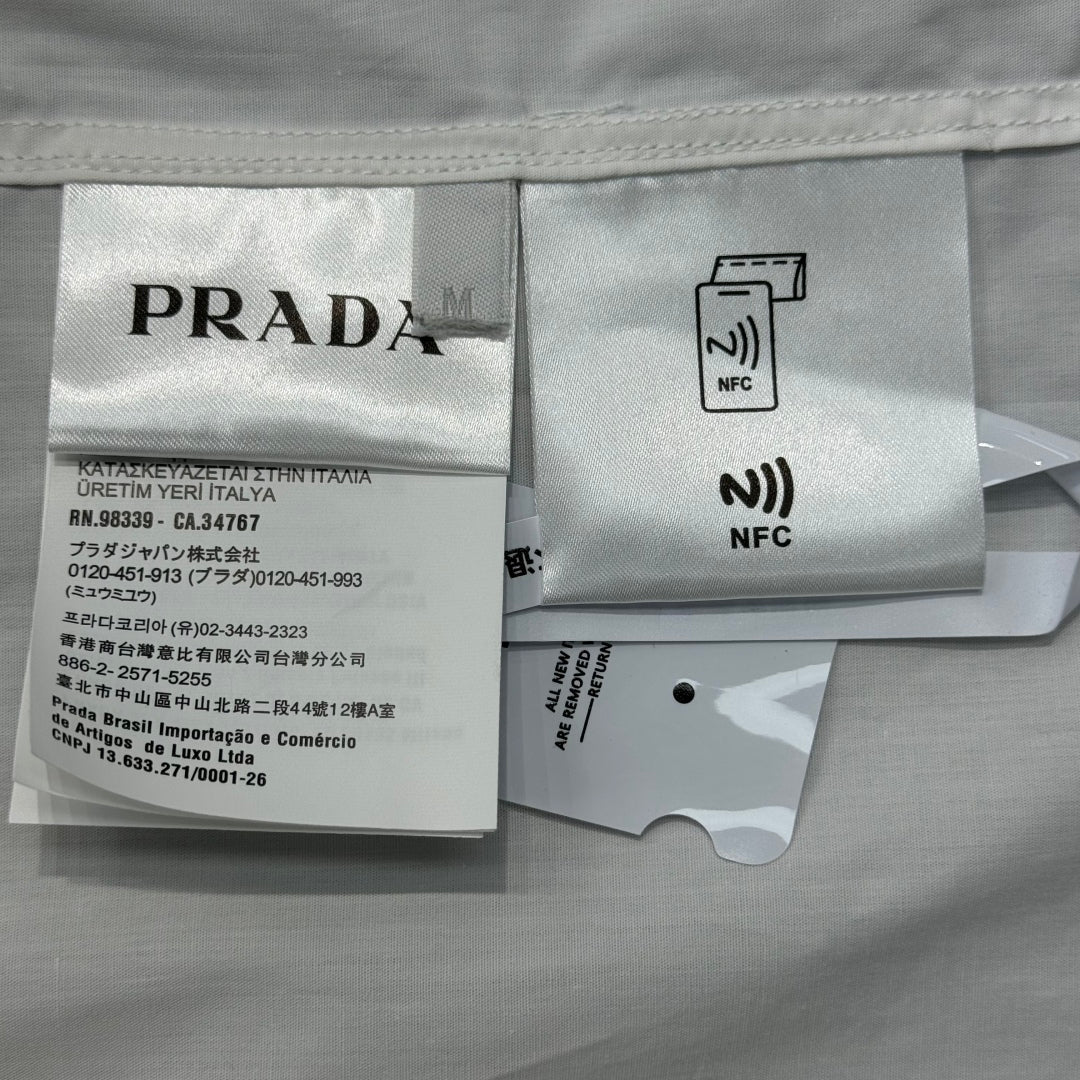 PRADA
M
ΚΑΤΑΣΚΕΥΑΖΕΤΑΙ ΣΤΗΝ ΙΤΑΛΙΑ
ÜRETİM YERİ İTALYA
RN.98339 - CA.34767
プラダジャパン株式会社
0120-451-913 (プラダ)0120-451-993
(ミュウミュウ)
프라다코리아(유)02-3443-2323
香港商台灣意比有限公司台灣分公司
886-2- 2571-5255
臺北市中山區中山北路二段44號12樓A室
Prada Brasil Importação e Comércio
de Artigos de Luxo Ltda
CNPJ 13.633.271/0001-26
NFC
NFC
ALL NEW
ARE REMOVED
RETURN